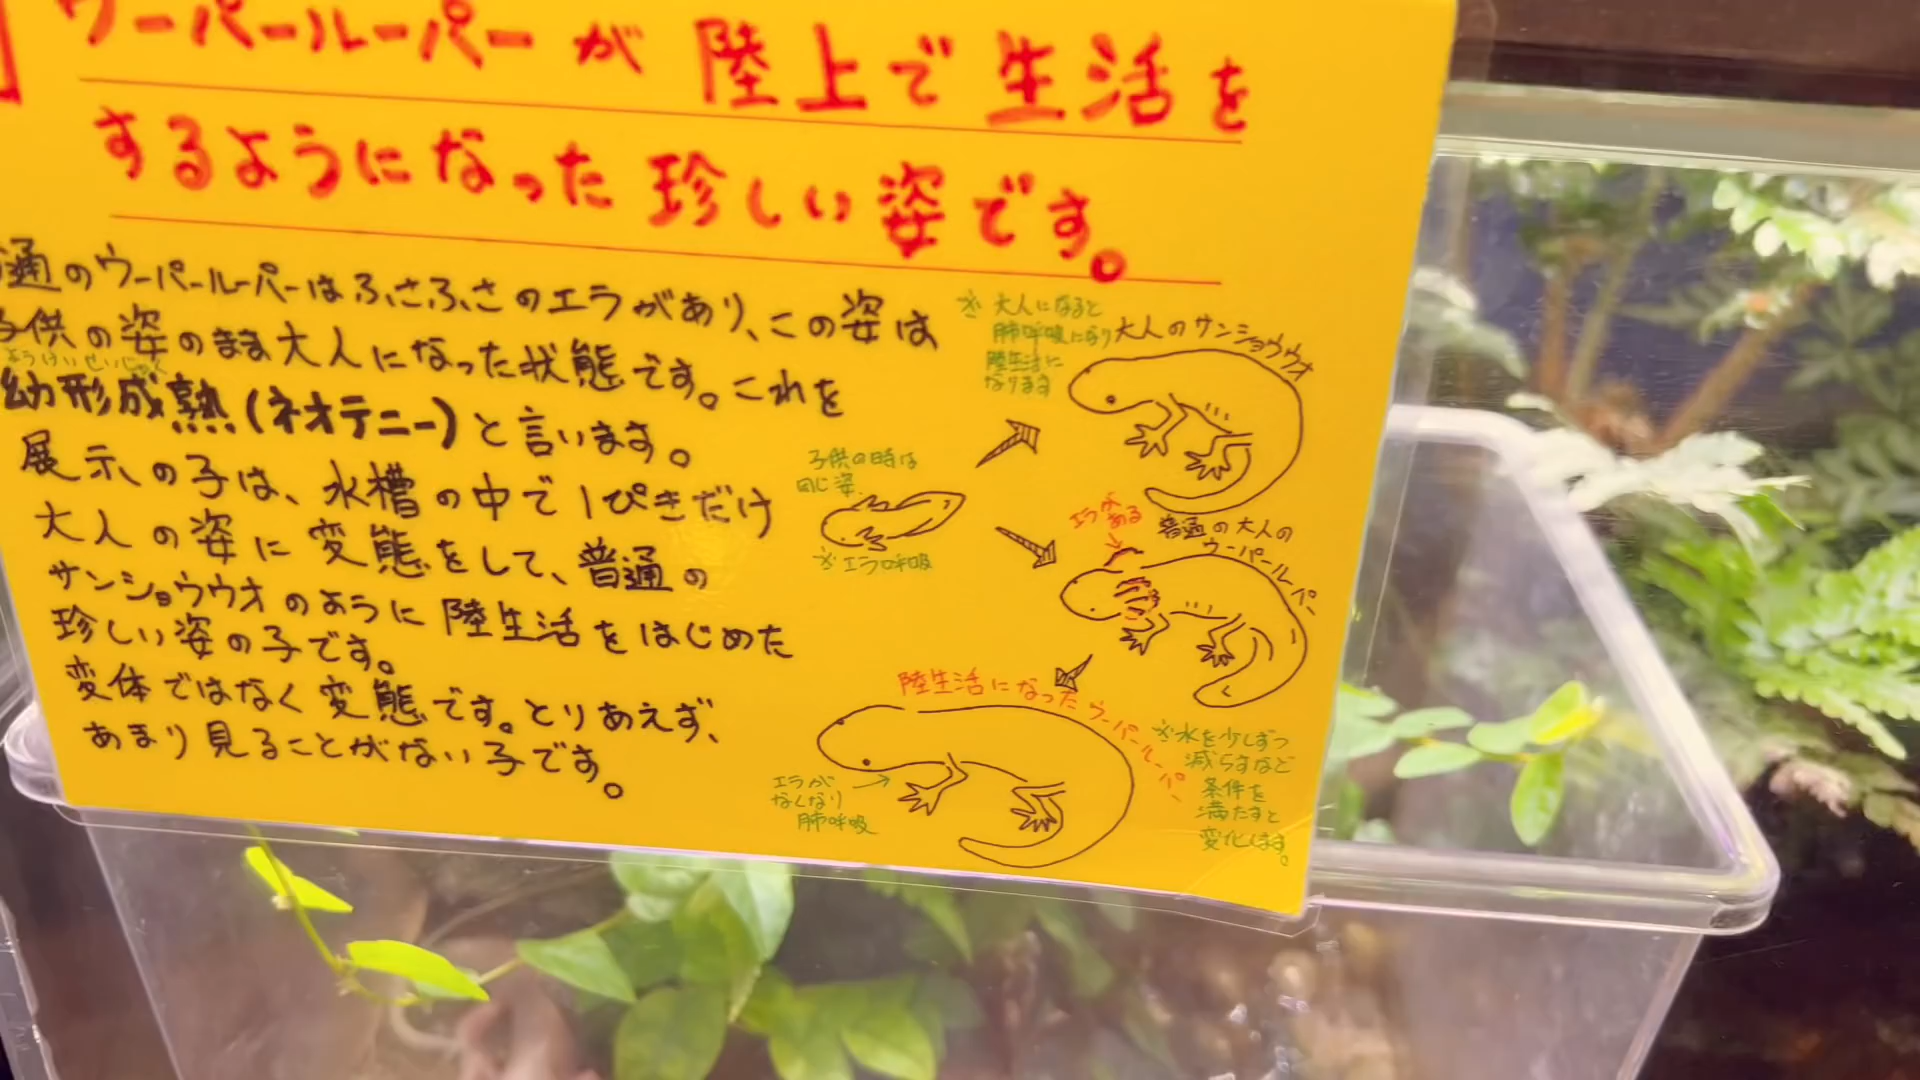 ウーパールーパーが陸上で生活を
するようになった珍しい姿です。
普通のウーパールーパーはふさふさのエラがあり、この姿は
子供の姿のまま大人になった状態です。これを
ようけいせいじゅく
幼形成熟(ネオテニー)と言います。
展示の子は、水槽の中で1ぴきだけ
大人の姿に変態をして、普通の
サンショウウオのように陸生活をはじめた
珍しい姿の子です。
変体ではなく変態です。とりあえず、
あまり見ることがない子です。
※大人になると
肺呼吸になり
陸生活に
なります
大人のサンショウウオ
子供の時は
同じ姿
※エラ呼吸
エラが
ある
普通の大人の
ウーパールーパー
陸生活になったウーパールーパー
エラが
なくなり
肺呼吸
※水を少しずつ
減らすなど
条件を
満たすと
変化します。